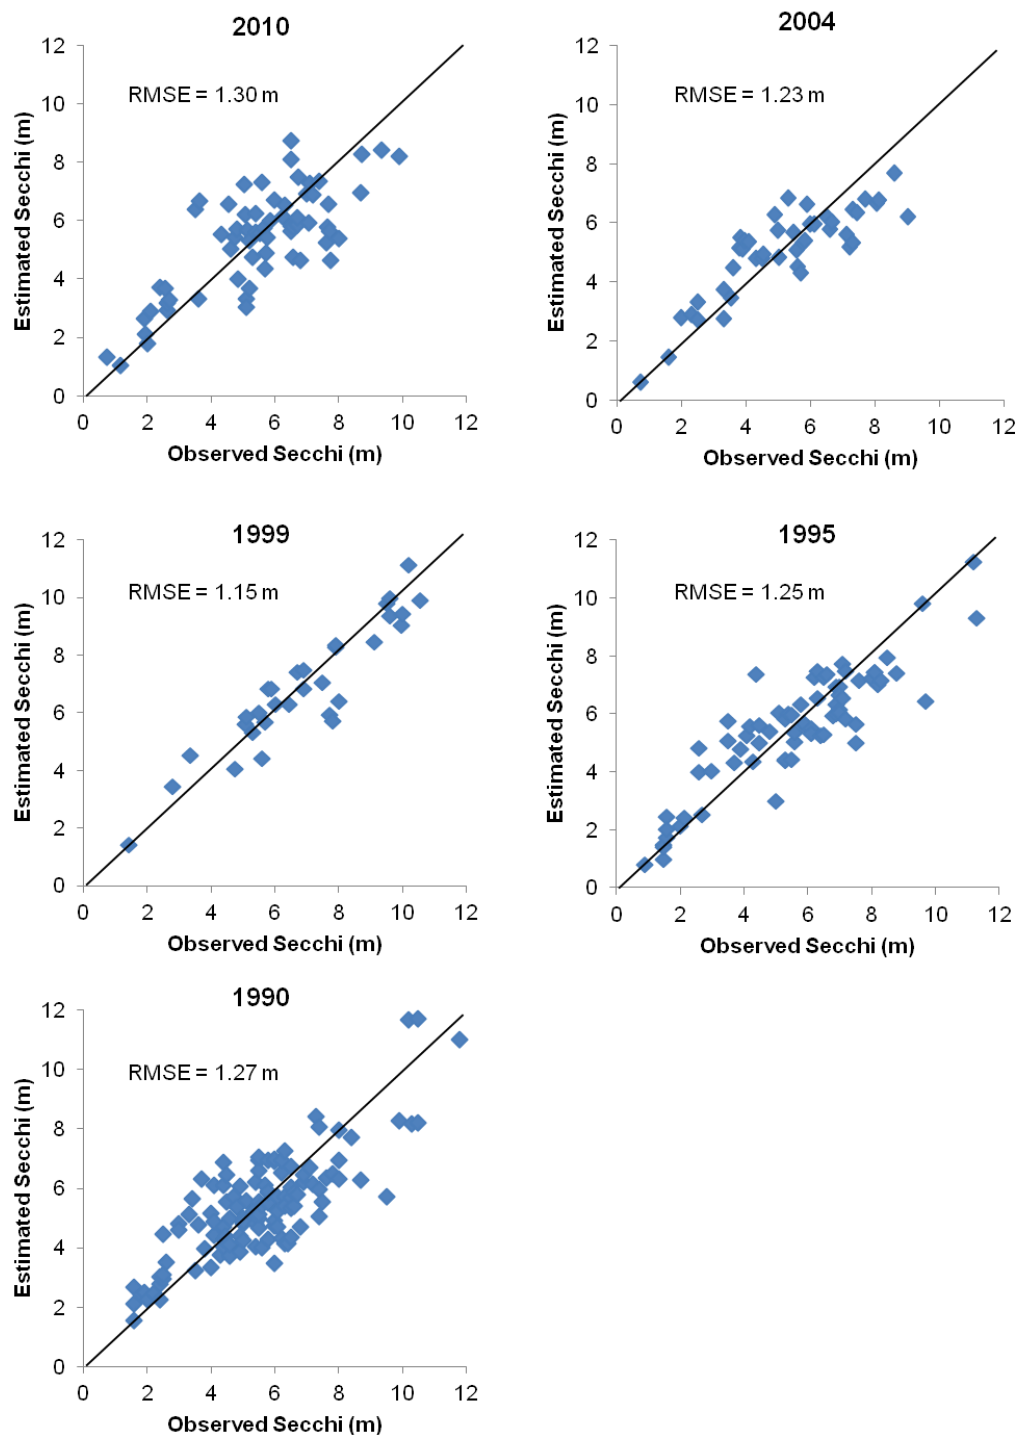 2010
RMSE = 1.30 m
Estimated Secchi (m)
12
10
8
6
4
2
0
0 2 4 6 8 10 12
Observed Secchi (m)
2004
RMSE = 1.23 m
Estimated Secchi (m)
12
10
8
6
4
2
0
0 2 4 6 8 10 12
Observed Secchi (m)
1999
RMSE = 1.15 m
Estimated Secchi (m)
12
10
8
6
4
2
0
0 2 4 6 8 10 12
Observed Secchi (m)
1995
RMSE = 1.25 m
Estimated Secchi (m)
12
10
8
6
4
2
0
0 2 4 6 8 10 12
Observed Secchi (m)
1990
RMSE = 1.27 m
Estimated Secchi (m)
12
10
8
6
4
2
0
0 2 4 6 8 10 12
Observed Secchi (m)